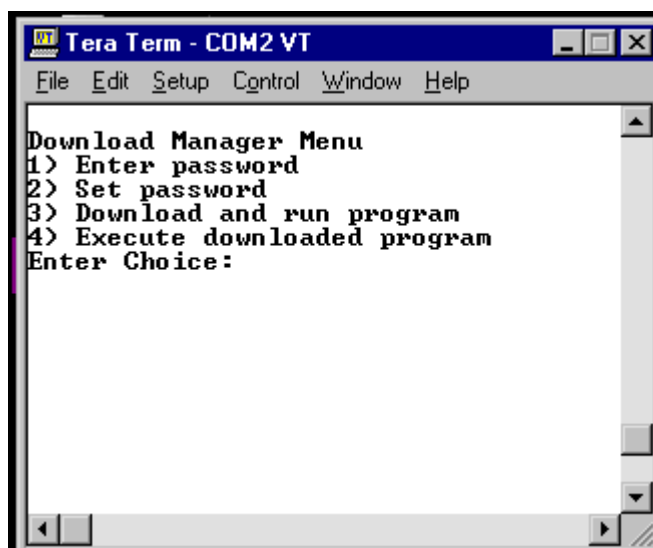 Tera Term - COM2 VT
File Edit Setup Control Window Help
Download Manager Menu
1) Enter password
2) Set password
3) Download and run program
4) Execute downloaded program
Enter Choice: